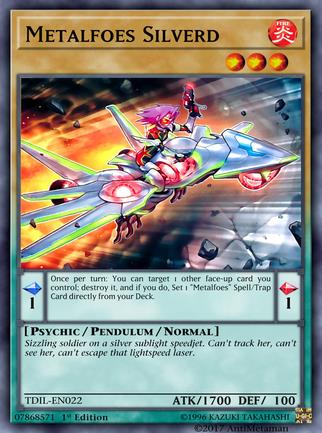 Metalfoes Silverd
FIRE
炎
Once per turn: You can target 1 other face-up card you
control; destroy it, and if you do, Set 1 "Metalfoes" Spell/Trap
Card directly from your Deck.
1
1
[ Psychic / Pendulum / Normal ]
Sizzling soldier on a silver sublight speedjet. Can't track her, can't
see her, can't escape that lightspeed laser.
TDIL-EN022
ATK/1700 DEF/ 100
07868571
1st Edition
©1996 KAZUKI TAKAHASHI
©2017 AntiMetaman